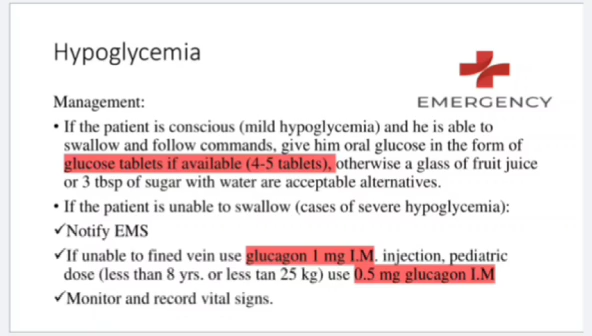 Hypoglycemia
EMERGENCY
Management:
• If the patient is conscious (mild hypoglycemia) and he is able to
swallow and follow commands, give him oral glucose in the form of
glucose tablets if available (4-5 tablets), otherwise a glass of fruit juice
or 3 tbsp of sugar with water are acceptable alternatives.
• If the patient is unable to swallow (cases of severe hypoglycemia):
✓Notify EMS
✓If unable to fined vein use glucagon 1 mg I.M. injection, pediatric
dose (less than 8 yrs. or less tan 25 kg) use 0.5 mg glucagon I.M
✓Monitor and record vital signs.